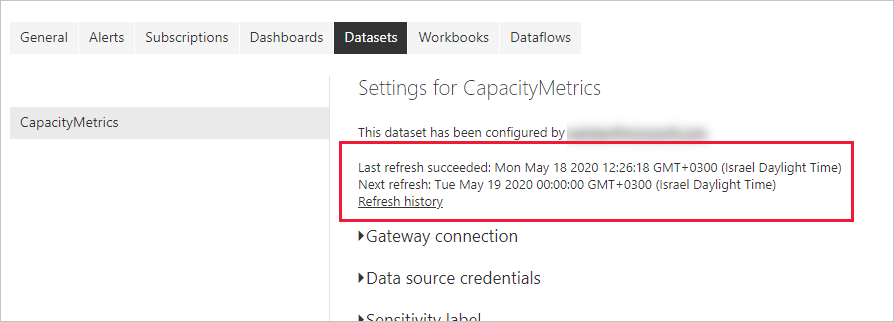 General Alerts Subscriptions Dashboards Datasets Workbooks Dataflows
Settings for CapacityMetrics
CapacityMetrics
This dataset has been configured by
Last refresh succeeded: Mon May 18 2020 12:26:18 GMT+0300 (Israel Daylight Time)
Next refresh: Tue May 19 2020 00:00:00 GMT+0300 (Israel Daylight Time)
Refresh history
Gateway connection
Data source credentials
Sensitivity label